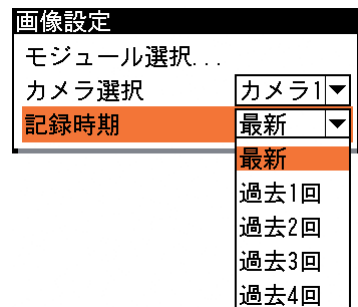 画像設定
モジュール選択...
カメラ選択 カメラ1▼
記録時期 最新 ▼
最新
過去1回
過去2回
過去3回
過去4回